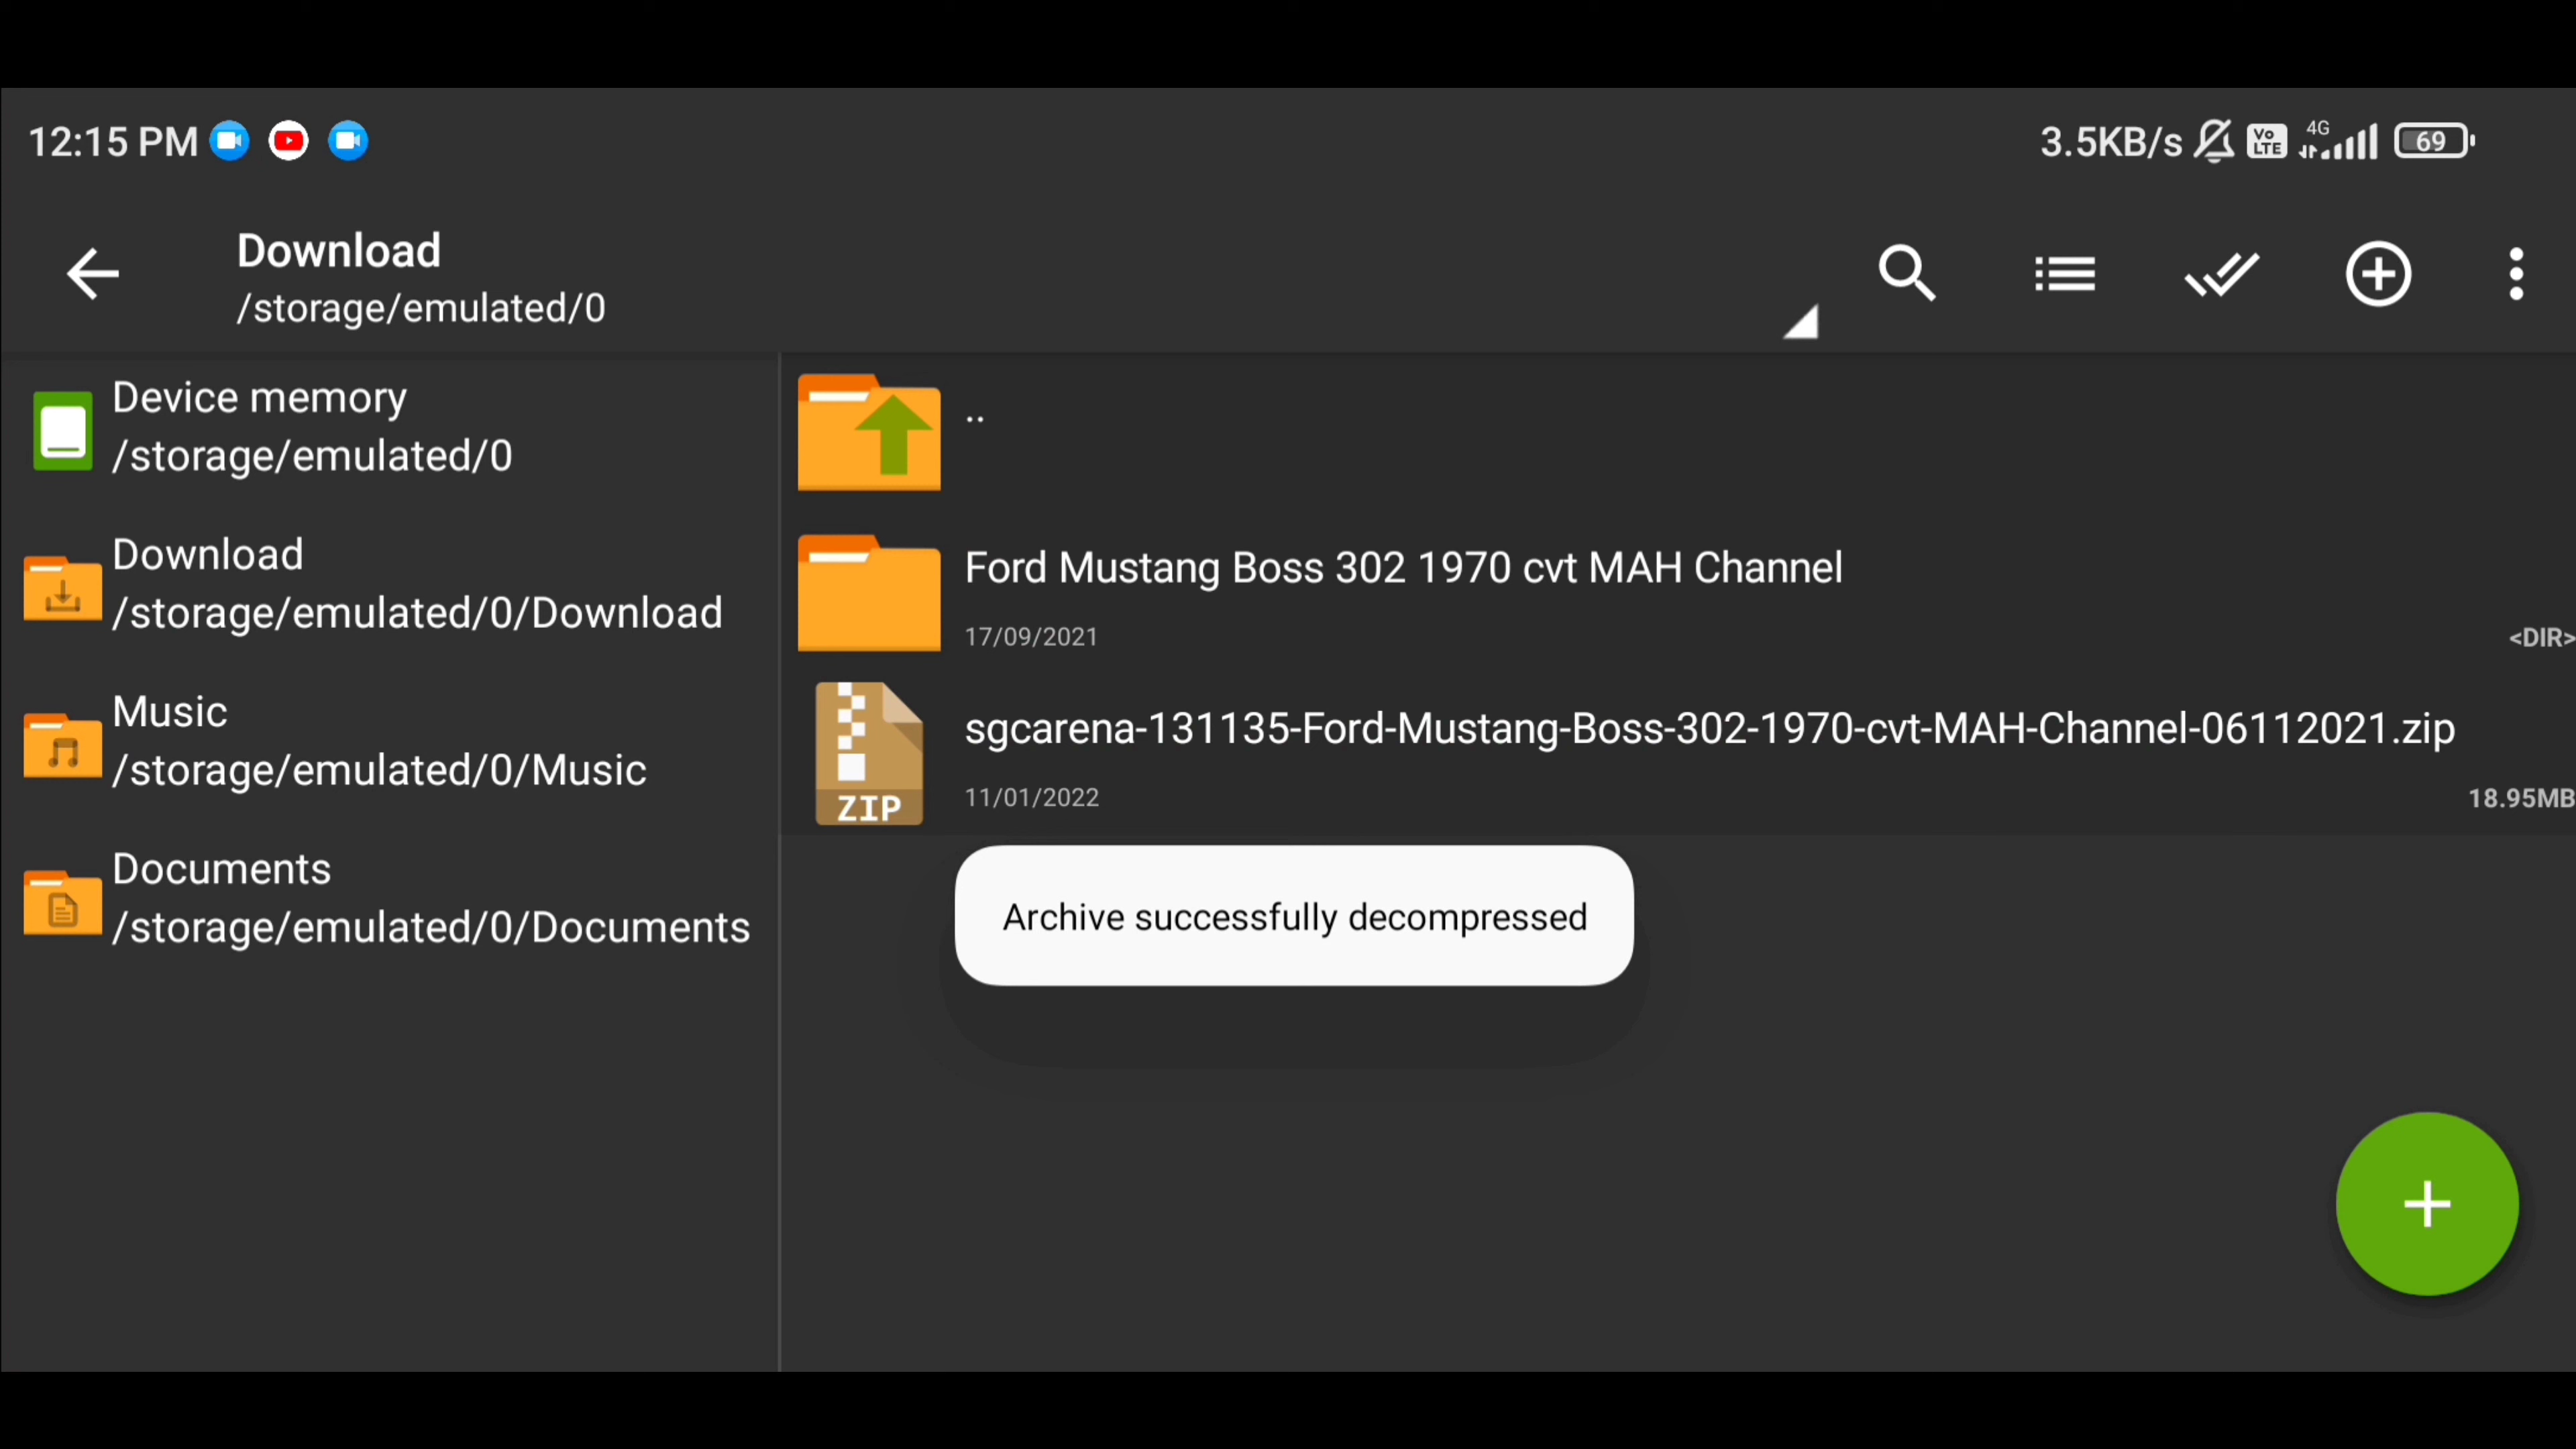 12:15 PM
3.5KB/s
Vo LTE
4G
69
Download
/storage/emulated/0
Device memory
/storage/emulated/0
Download
/storage/emulated/0/Download
Music
/storage/emulated/0/Music
Documents
/storage/emulated/0/Documents
..
Ford Mustang Boss 302 1970 cvt MAH Channel
17/09/2021
<DIR>
sgcarena-131135-Ford-Mustang-Boss-302-1970-cvt-MAH-Channel-06112021.zip
ZIP
11/01/2022
18.95MB
Archive successfully decompressed